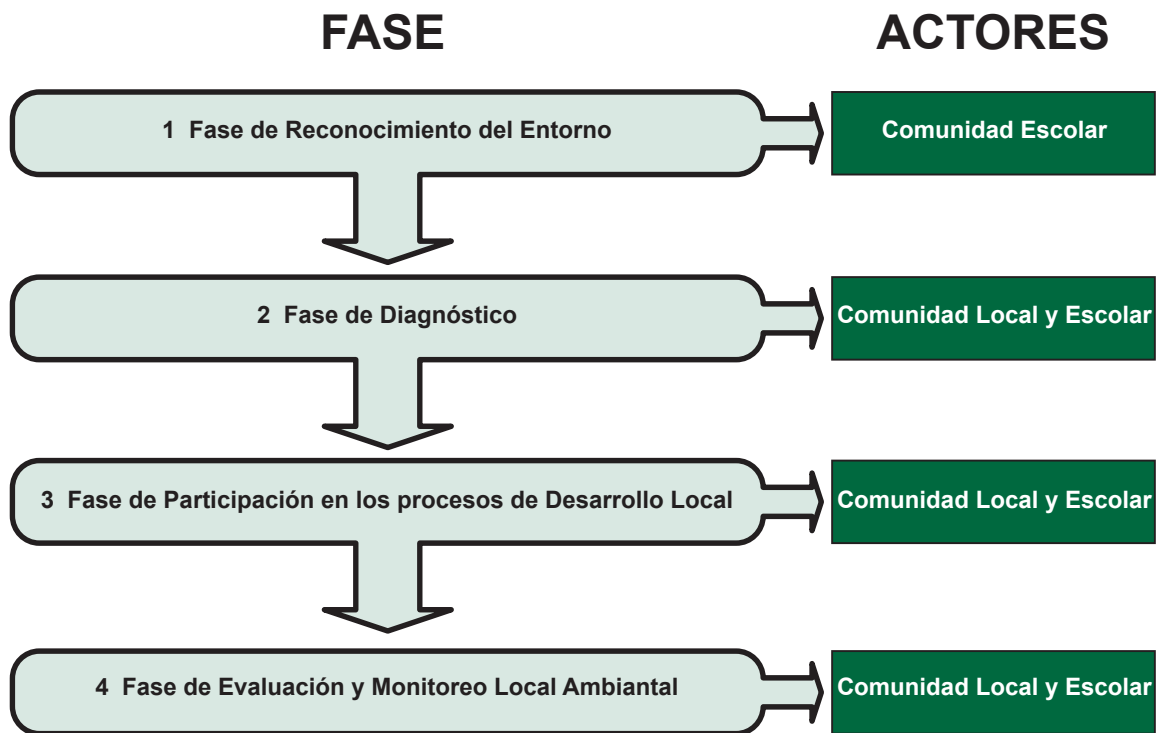 FASE ACTORES
1 Fase de Reconocimiento del Entorno Comunidad Escolar
2 Fase de Diagnóstico Comunidad Local y Escolar
3 Fase de Participación en los procesos de Desarrollo Local Comunidad Local y Escolar
4 Fase de Evaluación y Monitoreo Local Ambiantal Comunidad Local y Escolar